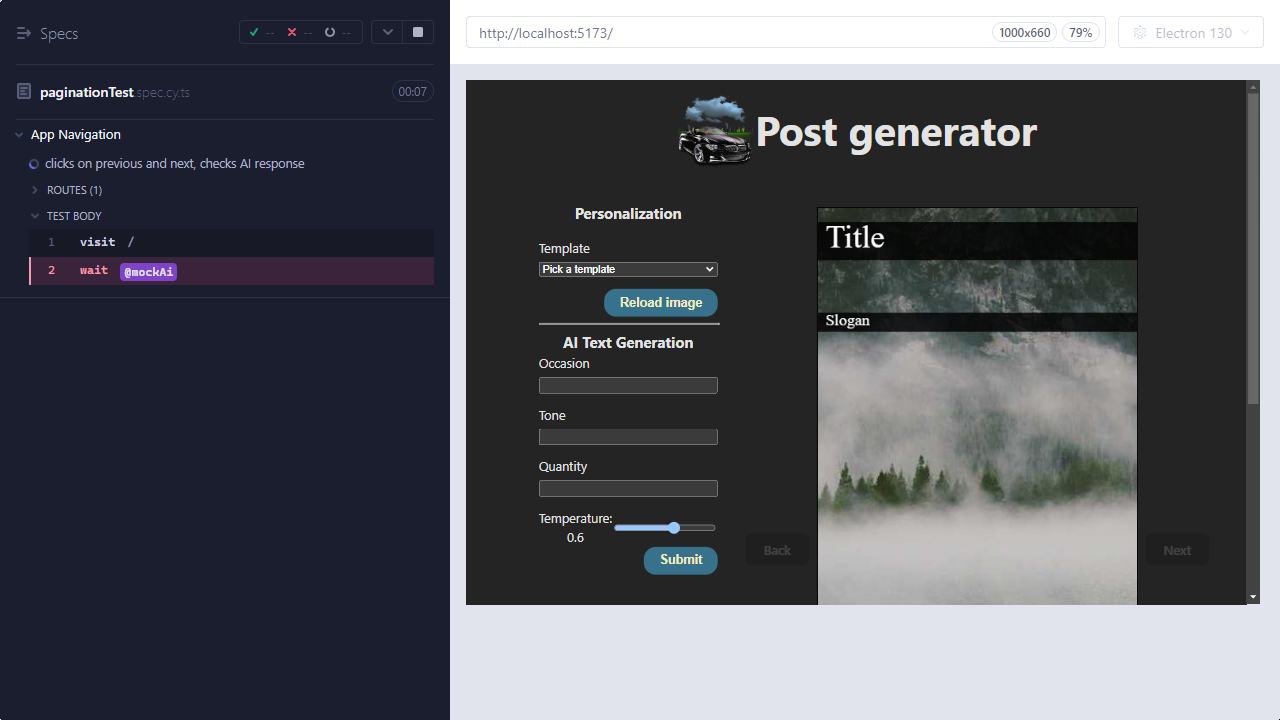 Specs
--
--
--
http://localhost:5173/
1000x660
79%
Electron 130
paginationTest.spec.cy.ts
00:07
App Navigation
clicks on previous and next, checks AI response
ROUTES (1)
TEST BODY
1 visit /
2 wait @mockAi
Post generator
Personalization
Template
Pick a template
Reload image
AI Text Generation
Occasion
Tone
Quantity
Temperature:
0.6
Submit
Back
Title
Slogan
Next